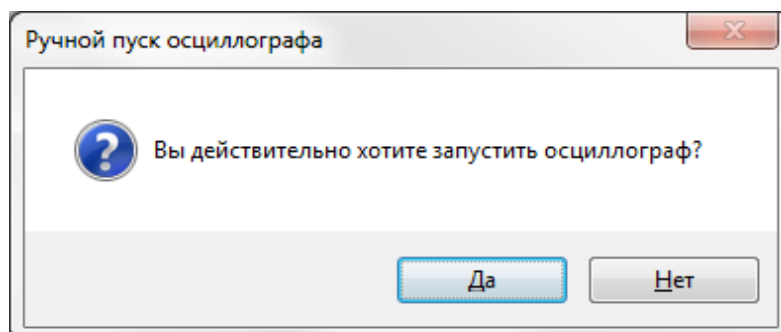 Ручной пуск осциллографа
Вы действительно хотите запустить осциллограф?
Да
Нет